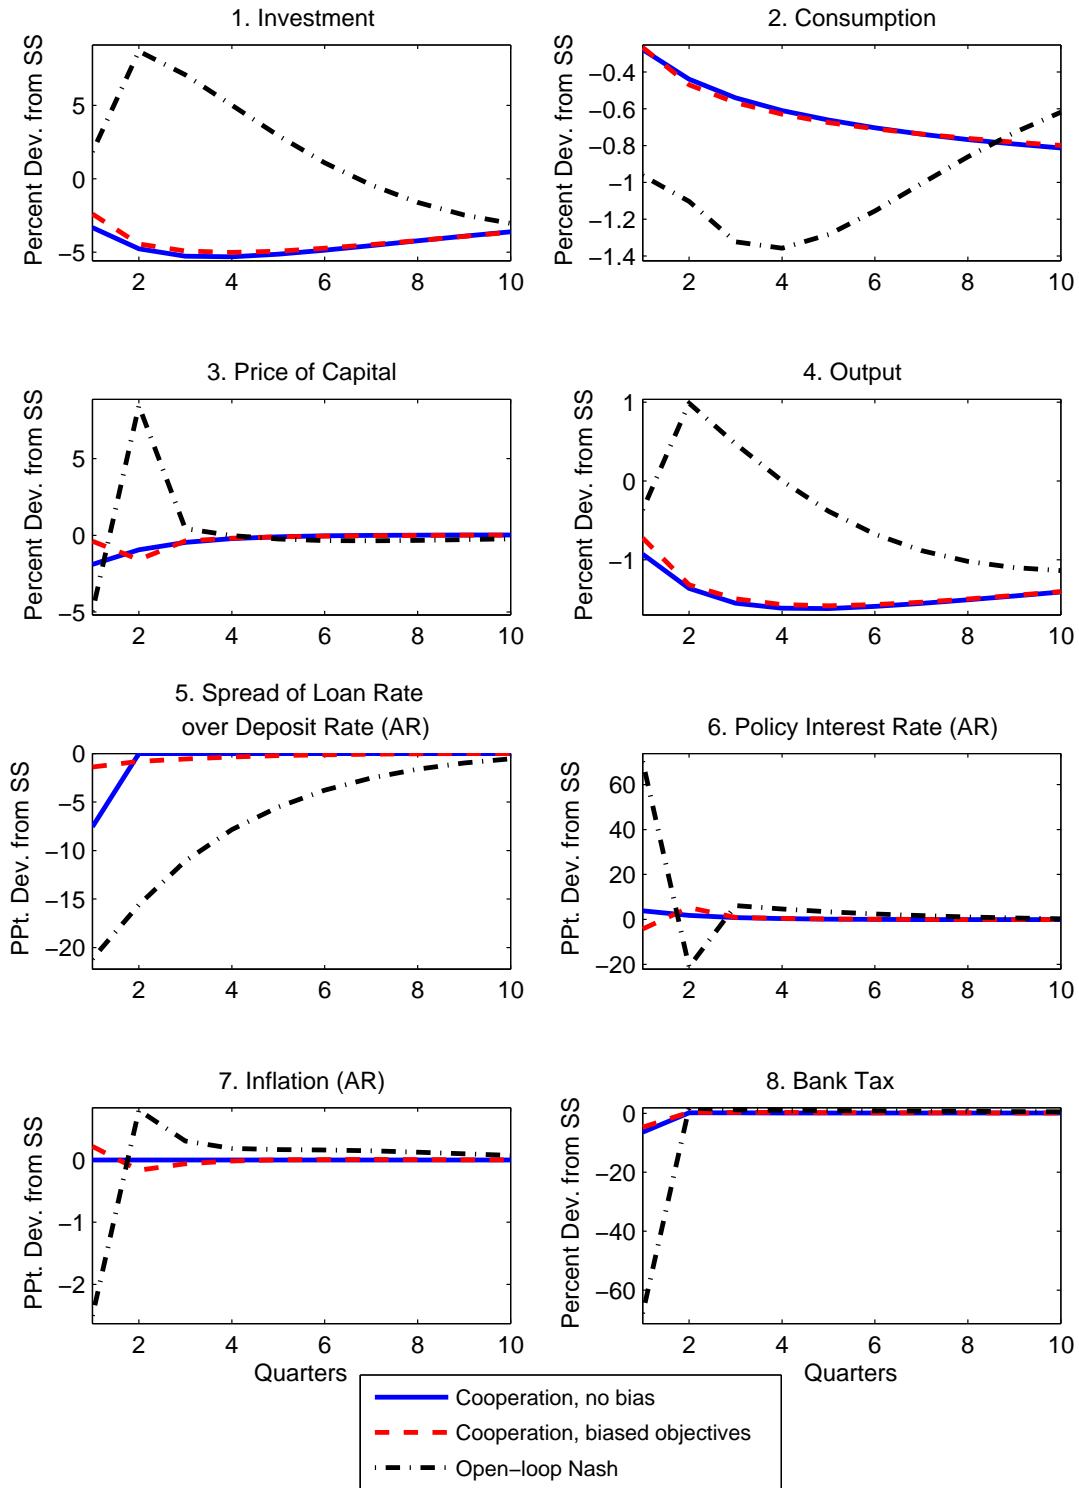 1. Investment
Percent Dev. from SS
5
0
−5
2 4 6 8 10
2. Consumption
Percent Dev. from SS
−0.4
−0.6
−0.8
−1
−1.2
−1.4
2 4 6 8 10
3. Price of Capital
Percent Dev. from SS
5
0
−5
2 4 6 8 10
4. Output
Percent Dev. from SS
1
0
−1
2 4 6 8 10
5. Spread of Loan Rate
over Deposit Rate (AR)
PPt. Dev. from SS
0
−5
−10
−15
−20
2 4 6 8 10
6. Policy Interest Rate (AR)
PPt. Dev. from SS
60
40
20
0
−20
2 4 6 8 10
7. Inflation (AR)
PPt. Dev. from SS
0
−1
−2
2 4 6 8 10
Quarters
8. Bank Tax
Percent Dev. from SS
0
−20
−40
−60
2 4 6 8 10
Quarters
Cooperation, no bias
Cooperation, biased objectives
Open−loop Nash